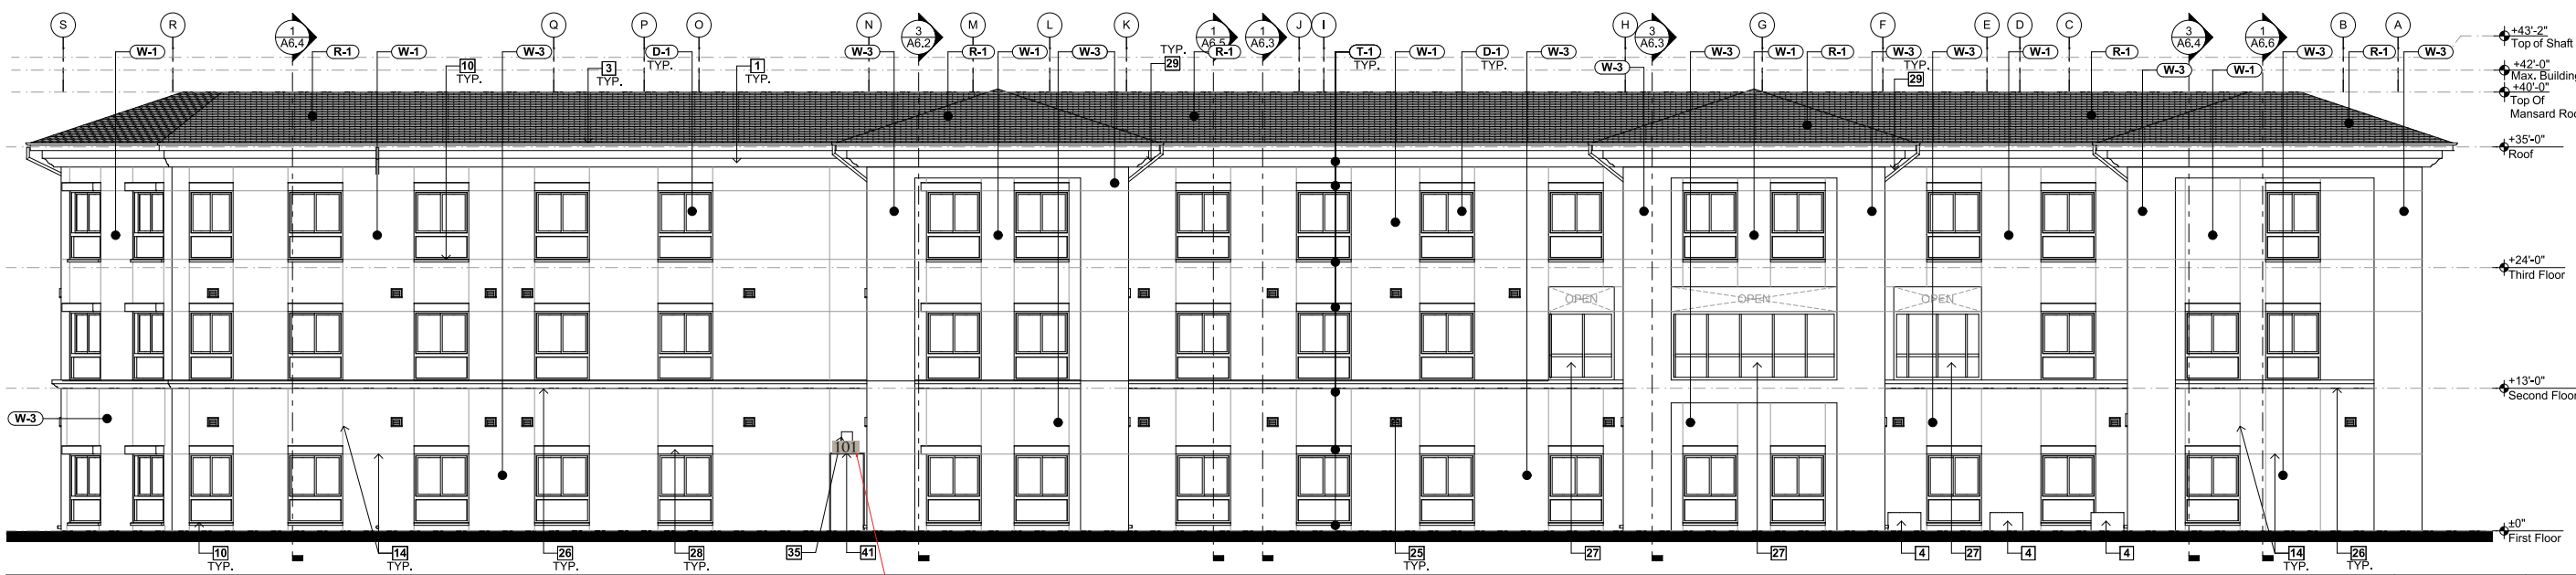 S R Q P O N M L K J I H G F E D C B A
1 A6.4
3 A6.2
1 A6.5
1 A6.3
3 A6.3
3 A6.4
1 A6.6
W-1 R-1 W-1 W-3 D-1 W-3 R-1 W-1 W-3 R-1 T-1 W-1 D-1 W-3 W-3 W-1 R-1 W-3 W-3 W-1 R-1 W-3 R-1 W-3
TYP. TYP. TYP. TYP. TYP.
10 TYP.
3 TYP.
1 TYP.
TYP. 29
W-3
29
W-3
W-1
+43'-2"
Top of Shaft
+42'-0"
Max. Building
+40'-0"
Top Of
Mansard Roo
+35'-0"
Roof
+24'-0"
Third Floor
OPEN OPEN OPEN
+13'-0"
Second Floor
W-3
101
±0"
First Floor
10 14 26 28 35 41 25 27 27 4 27 4 4 14 26
TYP. TYP. TYP. TYP. TYP. TYP. TYP.